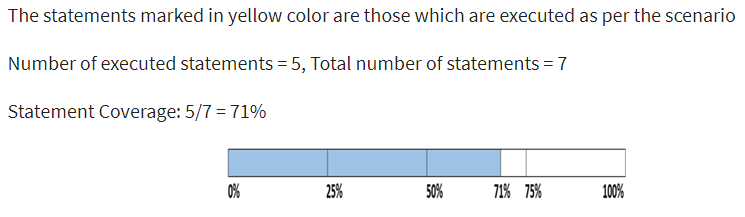 The statements marked in yellow color are those which are executed as per the scenario
Number of executed statements = 5, Total number of statements = 7
Statement Coverage: 5/7 = 71%
0% 25% 50% 71% 75% 100%